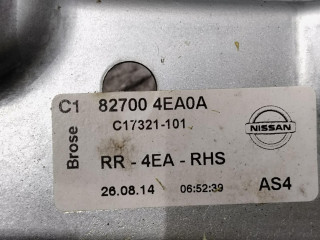 C1 82700 4EA0A
C17321-101
Brose
NISSAN
RR - 4EA - RHS
26.08.14 06:52:39 AS4